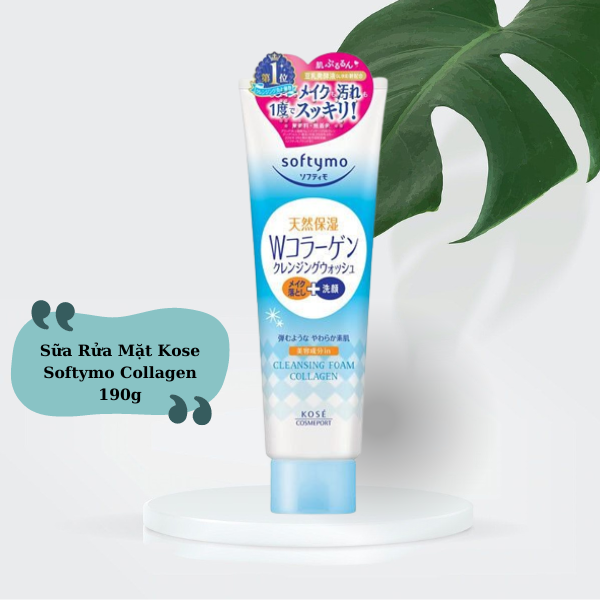 肌ぷるるん
第1位
メイクも汚れも
1度でスッキリ!
softymo
ソフティモ
天然保湿
Wコラーゲン
クレンジングウォッシュ
メイク落とし+洗顔
弾むような やわらか素肌
CLEANSING FOAM
COLLAGEN
KOSÉ
COSMEPORT
Sữa Rửa Mặt Kose
Softymo Collagen
190g